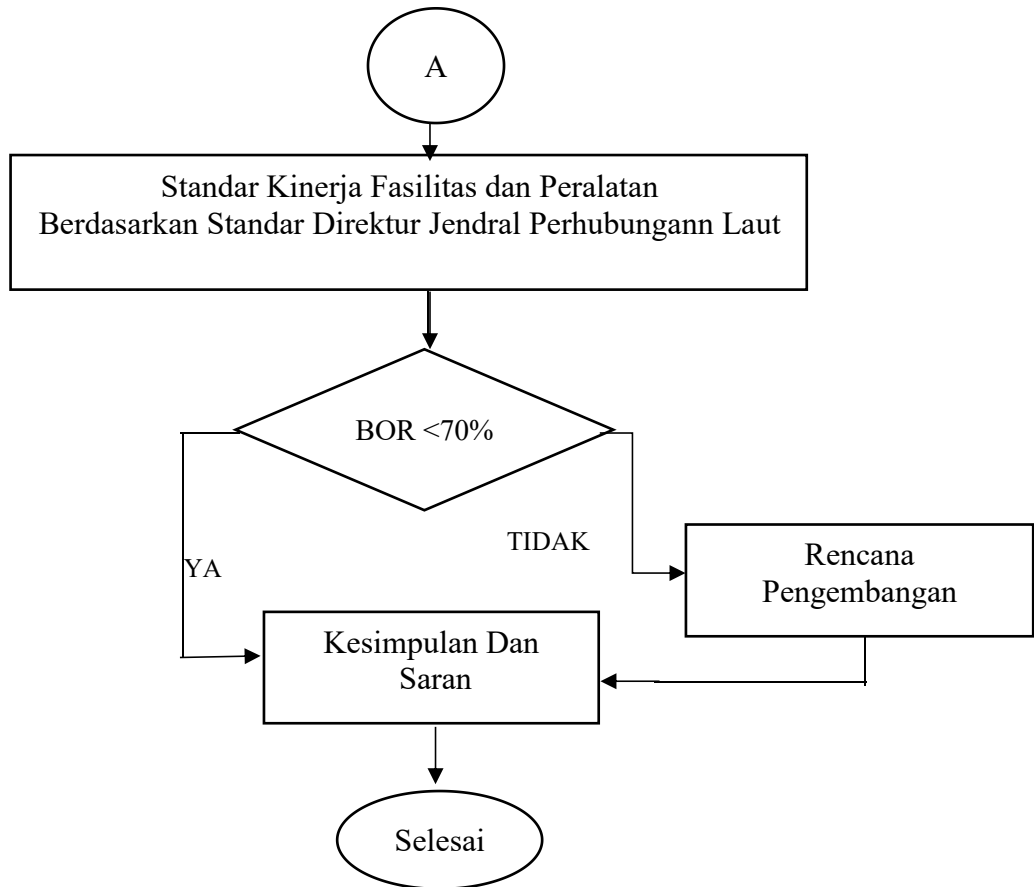 A
Standar Kinerja Fasilitas dan Peralatan
Berdasarkan Standar Direktur Jendral Perhubungann Laut
BOR <70%
TIDAK
YA
Rencana
Pengembangan
Kesimpulan Dan
Saran
Selesai